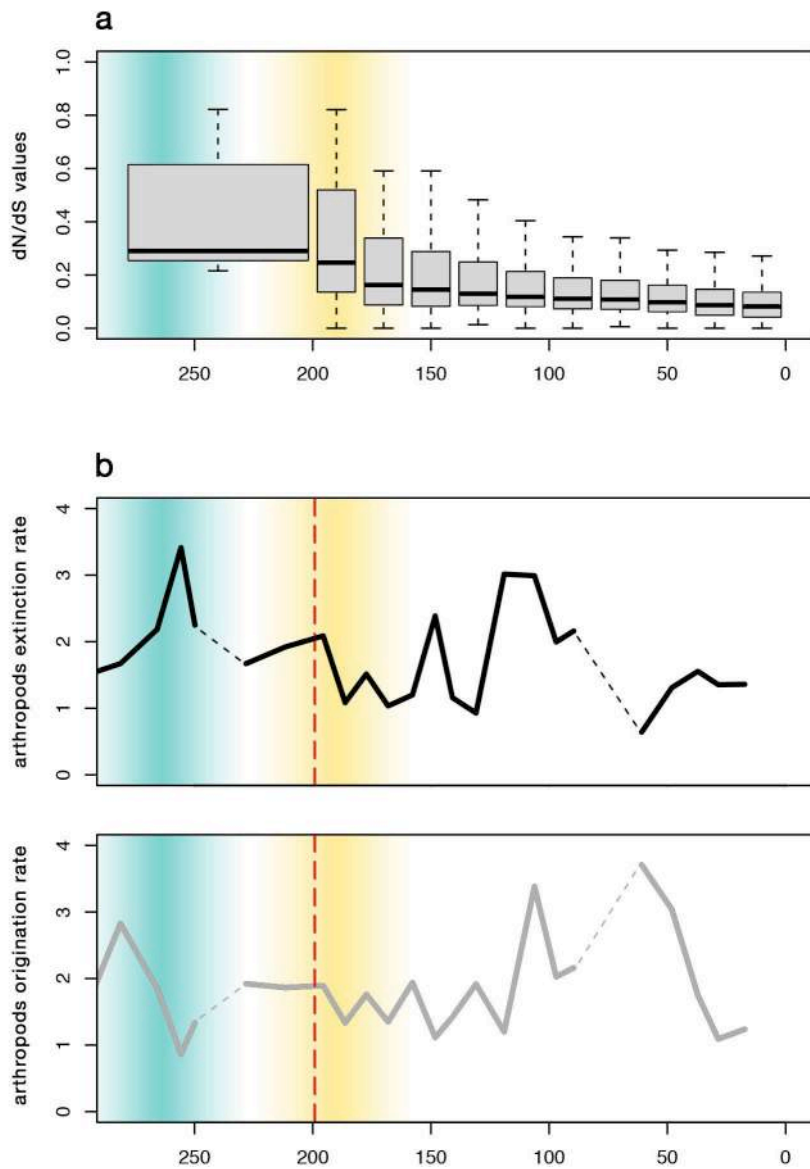 a
dN/dS values
1.0
0.8
0.6
0.4
0.2
0.0
250 200 150 100 50 0
b
arthropods extinction rate
4
3
2
1
0
arthropods origination rate
4
3
2
1
0
250 200 150 100 50 0